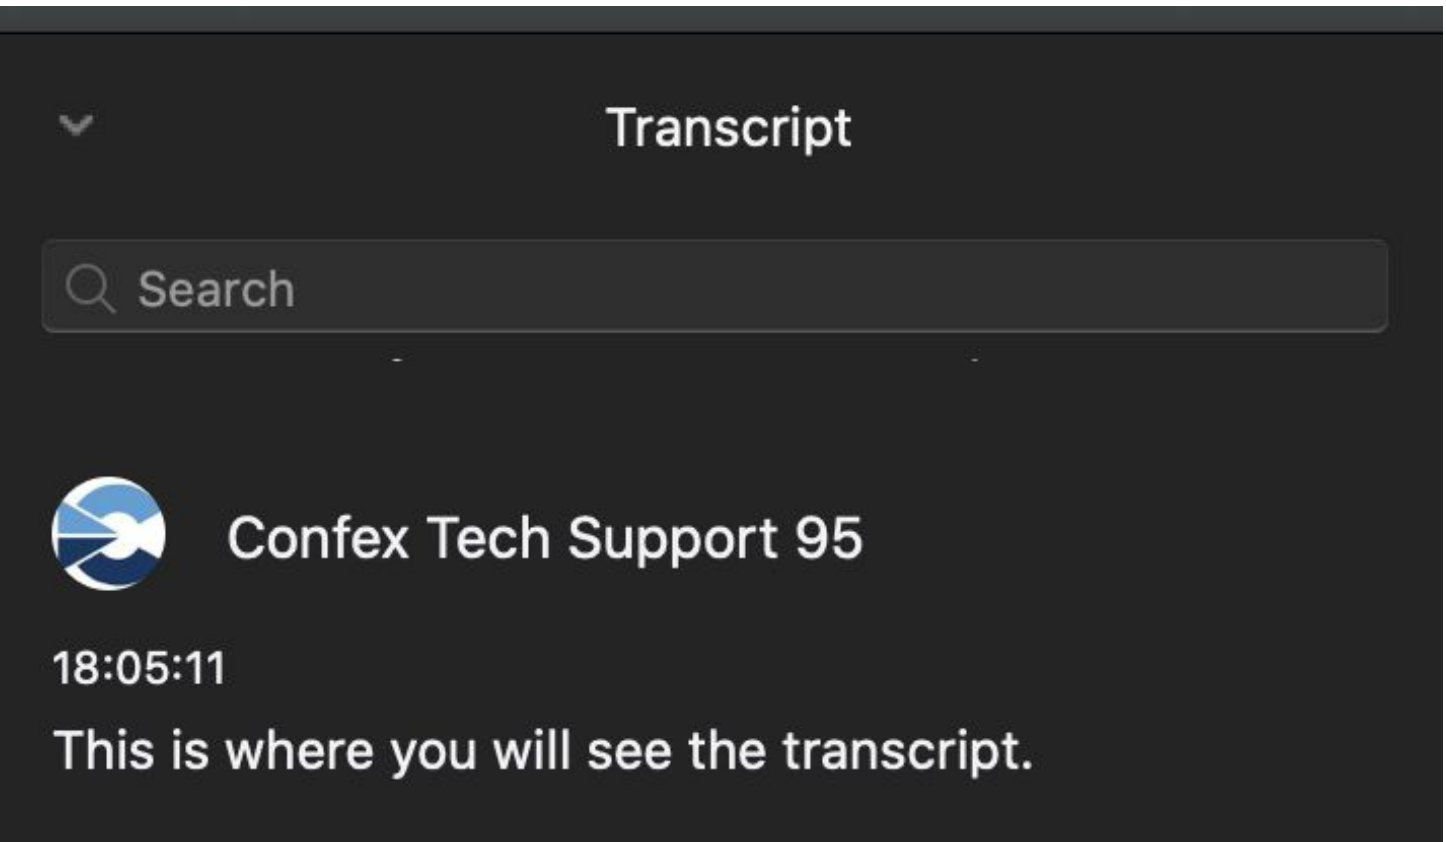 Transcript
Search
Confex Tech Support 95
18:05:11
This is where you will see the transcript.